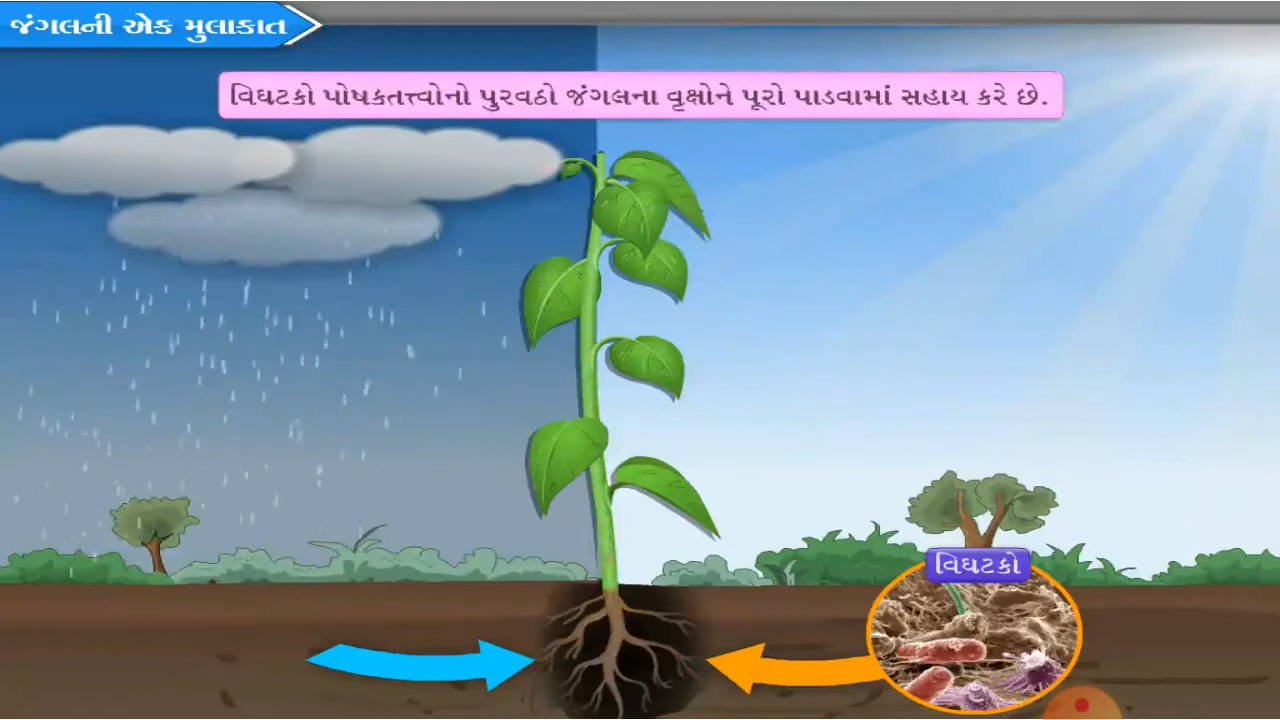 જંગલની એક મુલાકાત
વિઘટકો પોષકતત્ત્વોનો પુરવઠો જંગલના વૃક્ષોને પૂરો પાડવામાં સહાય કરે છે.
વિઘટકો